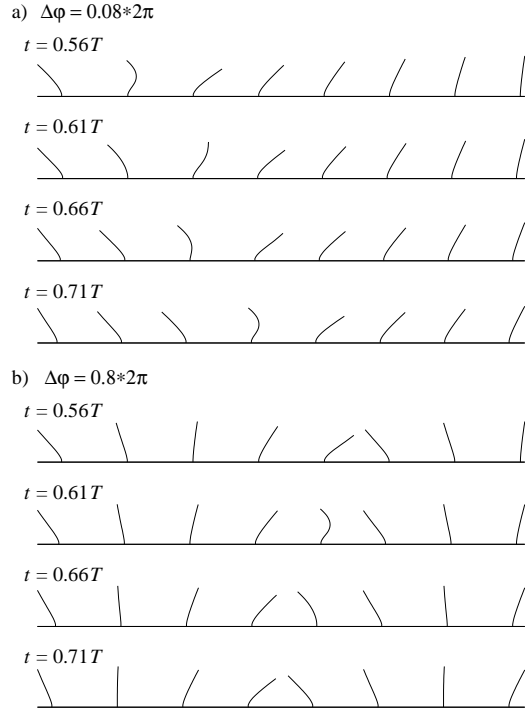 a) Δφ = 0.08*2π
t = 0.56T
t = 0.61T
t = 0.66T
t = 0.71T
b) Δφ = 0.8*2π
t = 0.56T
t = 0.61T
t = 0.66T
t = 0.71T